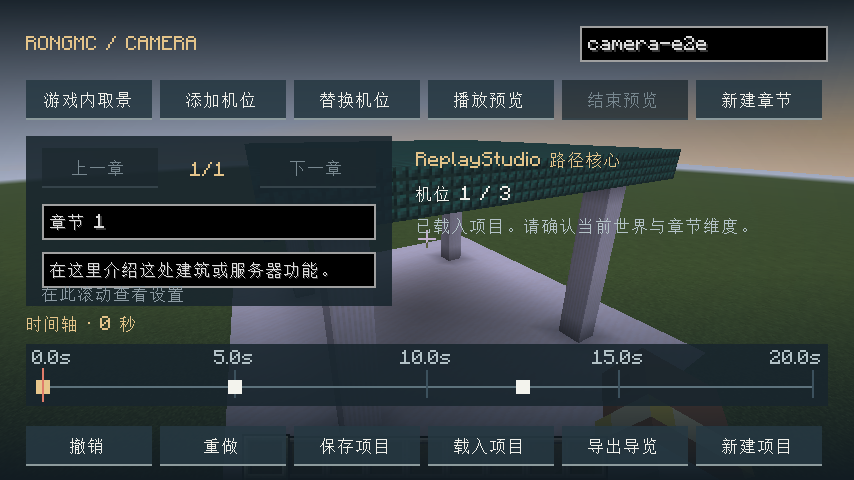 RONGMC / CAMERA
camera-e2e
游戏内取景 添加机位 替换机位 播放预览 结束预览 新建章节
上一章 1/1 下一章
章节 1
在这里介绍这处建筑或服务器功能。
在此滚动查看设置
ReplayStudio 路径核心
机位 1 / 3
已载入项目。请确认当前世界与章节维度。
时间轴 · 0 秒
0.0s 5.0s 10.0s 15.0s 20.0s
撤销 重做 保存项目 载入项目 导出导览 新建项目